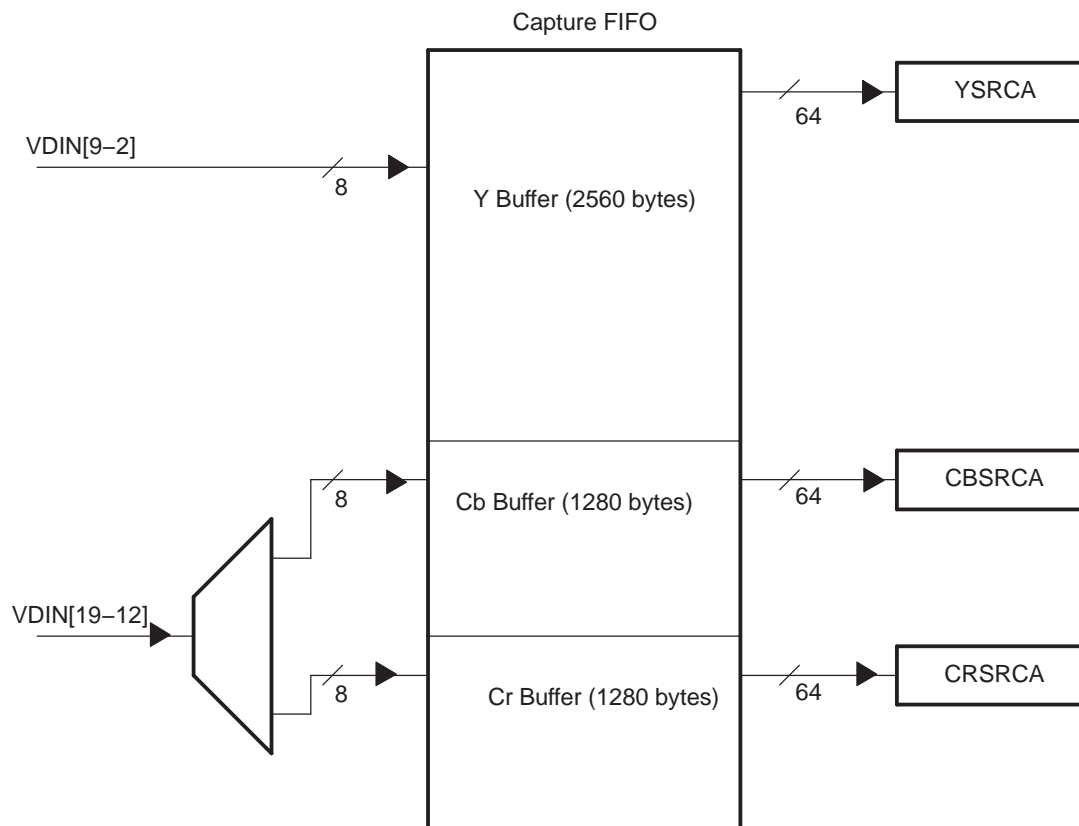 Capture FIFO
YSRCA
64
VDIN[9–2]
8
Y Buffer (2560 bytes)
CBSRCA
64
8
Cb Buffer (1280 bytes)
VDIN[19–12]
CRSRCA
64
8
Cr Buffer (1280 bytes)